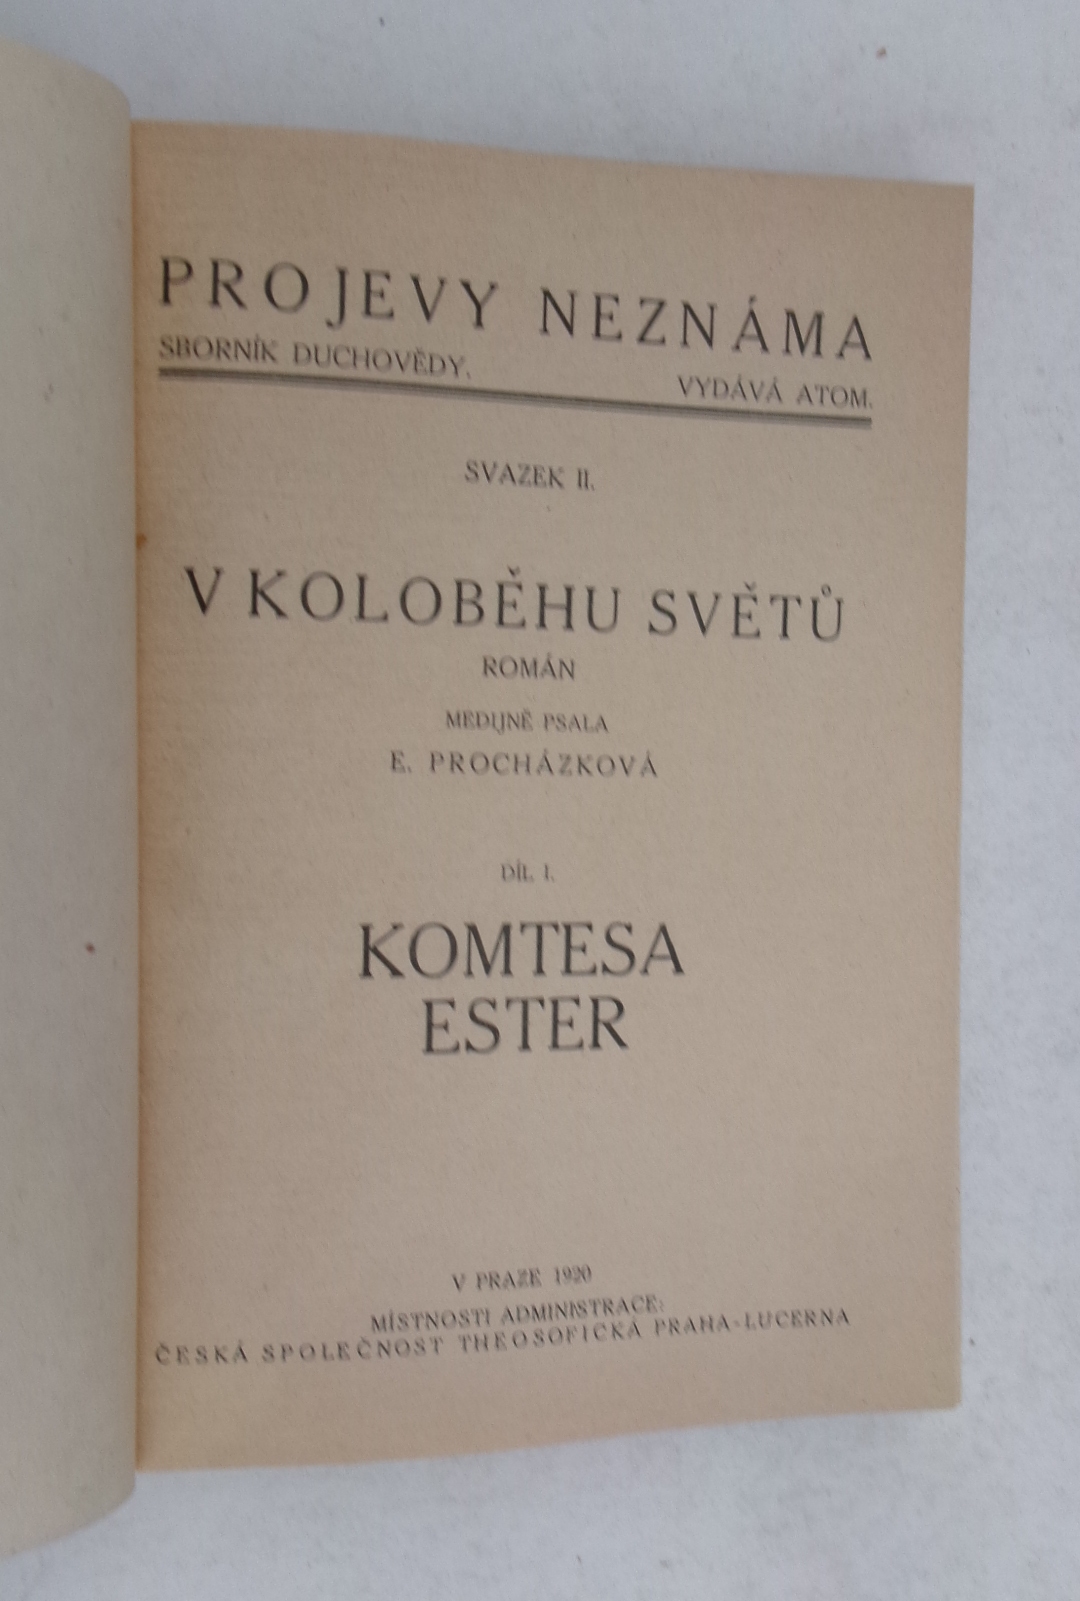 PROJEVY NEZNÁMA
SBORNÍK DUCHOVĚDY.
VYDÁVÁ ATOM.
SVAZEK II.
V KOLOBĚHU SVĚTŮ
ROMÁN
MEDIJNĚ PSALA
E. PROCHÁZKOVÁ
DÍL I.
KOMTESA
ESTER
V PRAZE 1920
MÍSTNOSTI ADMINISTRACE:
ČESKÁ SPOLEČNOST THEOSOFICKÁ PRAHA-LUCERNA